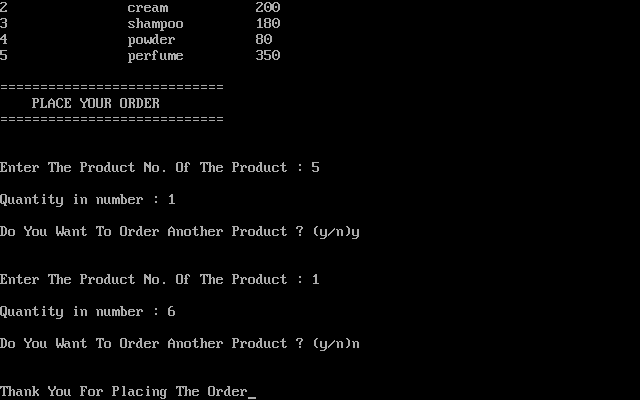 2 cream 200
3 shampoo 180
4 powder 80
5 perfume 350
============================
PLACE YOUR ORDER
============================
Enter The Product No. Of The Product : 5
Quantity in number : 1
Do You Want To Order Another Product ? (y/n)y
Enter The Product No. Of The Product : 1
Quantity in number : 6
Do You Want To Order Another Product ? (y/n)n
Thank You For Placing The Order_